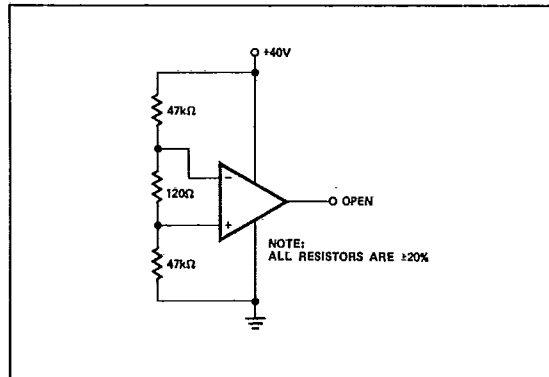 +40V
47kΩ
120Ω
−
+
OPEN
47kΩ
NOTE:
ALL RESISTORS ARE ±20%